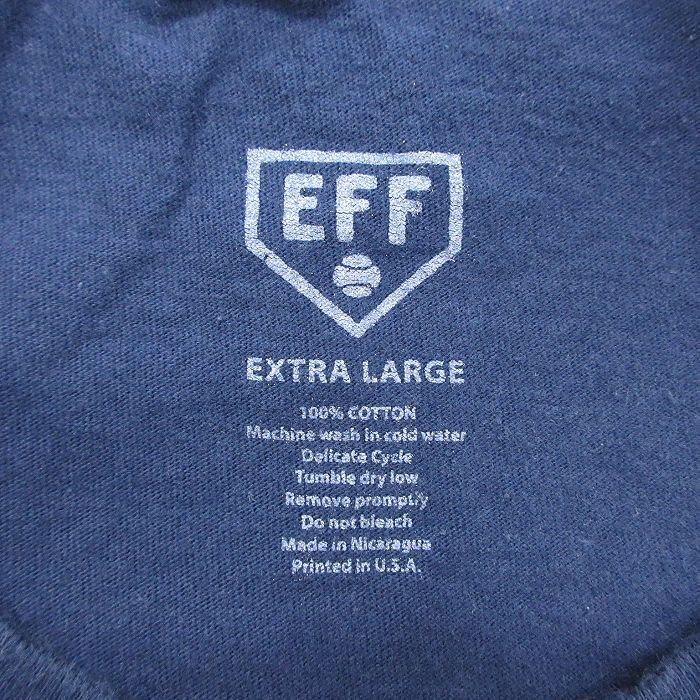 EFF
EXTRA LARGE
100% COTTON
Machine wash in cold water
Delicate Cycle
Tumble dry low
Remove promptly
Do not bleach
Made in Nicaragua
Printed in U.S.A.